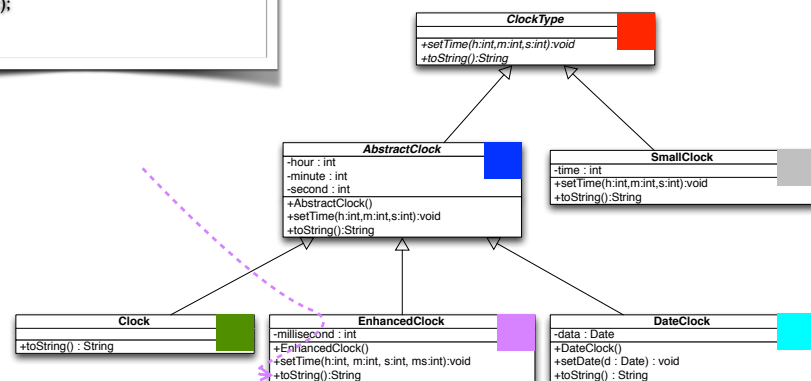 );
ClockType
+setTime(h:int,m:int,s:int):void
+toString():String
AbstractClock
-hour : int
-minute : int
-second : int
+AbstractClock()
+setTime(h:int,m:int,s:int):void
+toString():String
SmallClock
-time : int
+setTime(h:int,m:int,s:int):void
+toString():String
Clock
+toString() : String
EnhancedClock
-millisecond : int
+EnhancedClock()
+setTime(h:int, m:int, s:int, ms:int):void
+toString():String
DateClock
-data : Date
+DateClock()
+setDate(d : Date) : void
+toString() : String